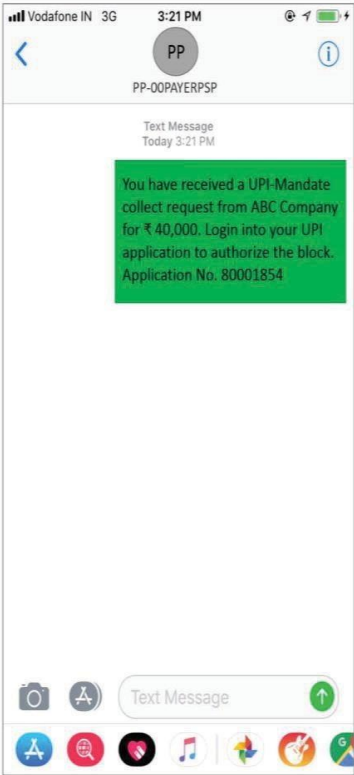 Vodafone IN 3G 3:21 PM
PP
PP-OOPAYERPSP
Text Message
Today 3:21 PM
You have received a UPI-Mandate
collect request from ABC Company
for ₹ 40,000. Login into your UPI
application to authorize the block.
Application No. 80001854
Text Message